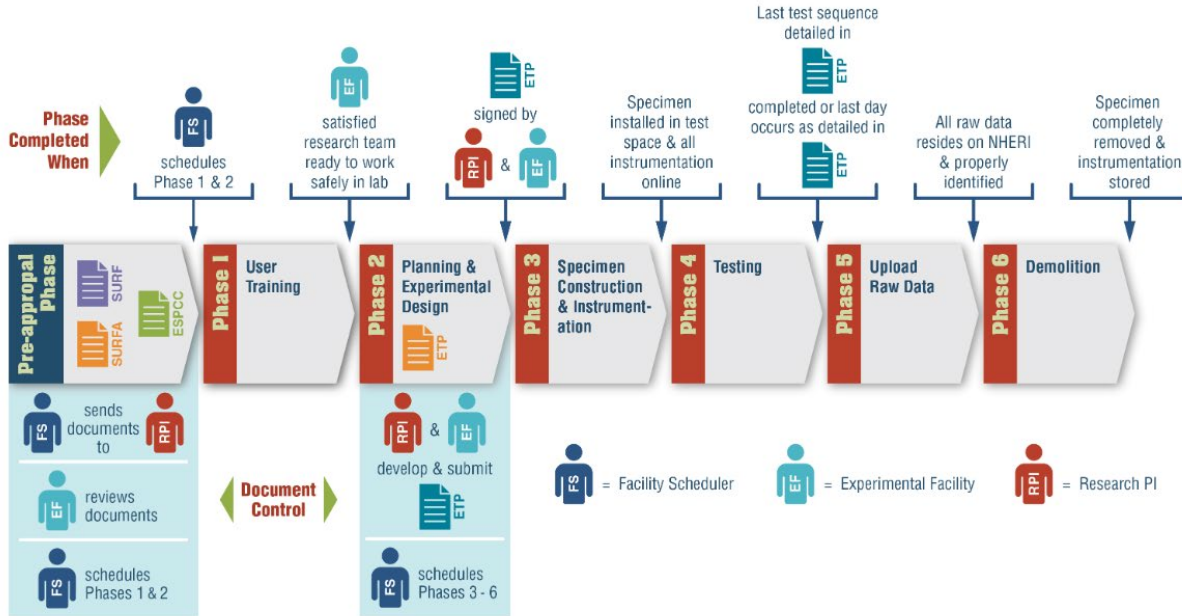 Phase
Completed
When
FS
schedules
Phase 1 & 2
EF
satisfied
research team
ready to work
safely in lab
ETP
signed by
RPI
&
EF
Specimen
installed in test
space & all
instrumentation
online
Last test sequence
detailed in
ETP
completed or last day
occurs as detailed in
ETP
All raw data
resides on NHERI
& properly
identified
Specimen
completely
removed &
instrumentation
stored
Pre-appropal
Phase
SURF
SURFA
ESPCC
Phase 1
User
Training
Phase 2
Planning &
Experimental
Design
ETP
Phase 3
Specimen
Construction
& Instrument-
ation
Phase 4
Testing
Phase 5
Upload
Raw Data
Phase 6
Demolition
FS
sends
documents
to
RPI
EF
reviews
documents
FS
schedules
Phases 1 & 2
Document
Control
RPI
&
EF
develop & submit
ETP
FS
schedules
Phases 3 - 6
FS
= Facility Scheduler
EF
= Experimental Facility
RPI
= Research PI